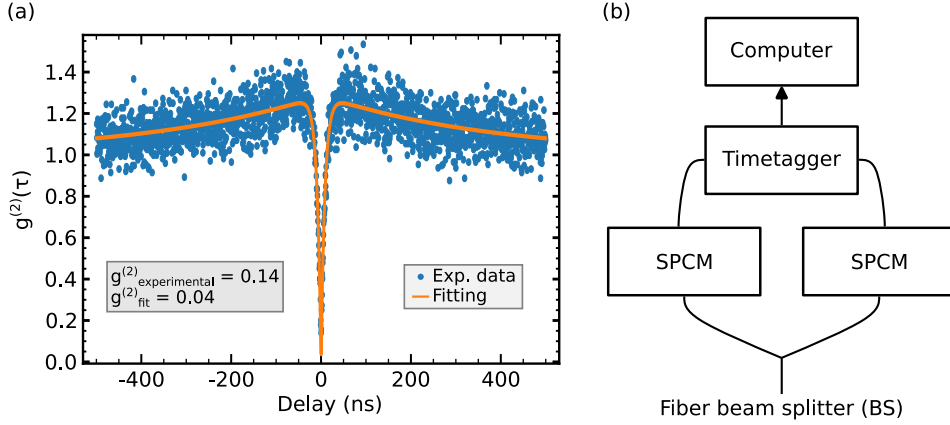 (a)
1.4
1.2
1.0
0.8
0.6
0.4
0.2
0.0
g⁽²⁾(τ)
g⁽²⁾experimental = 0.14
g⁽²⁾fit = 0.04
Exp. data
Fitting
-400
-200
0
200
400
Delay (ns)
(b)
Computer
Timetagger
SPCM
SPCM
Fiber beam splitter (BS)